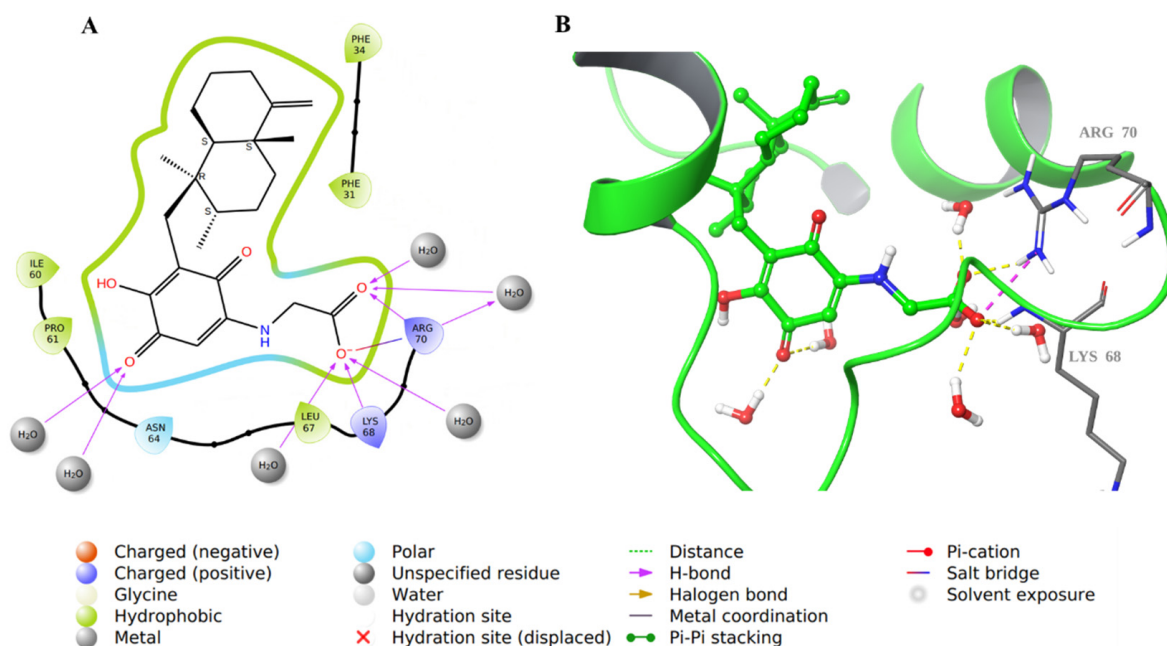 A
B
PHE
34
PHE
31
S
S
R
S
H₂O
H₂O
ILE
60
HO
O
O
O
PRO
61
N
H
ARG
70
O
O
ASN
64
LEU
67
LYS
68
H₂O
H₂O
H₂O
H₂O
ARG 70
LYS 68
Charged (negative)
Charged (positive)
Glycine
Hydrophobic
Metal
Polar
Unspecified residue
Water
Hydration site
Hydration site (displaced)
Distance
H-bond
Halogen bond
Metal coordination
Pi-Pi stacking
Pi-cation
Salt bridge
Solvent exposure